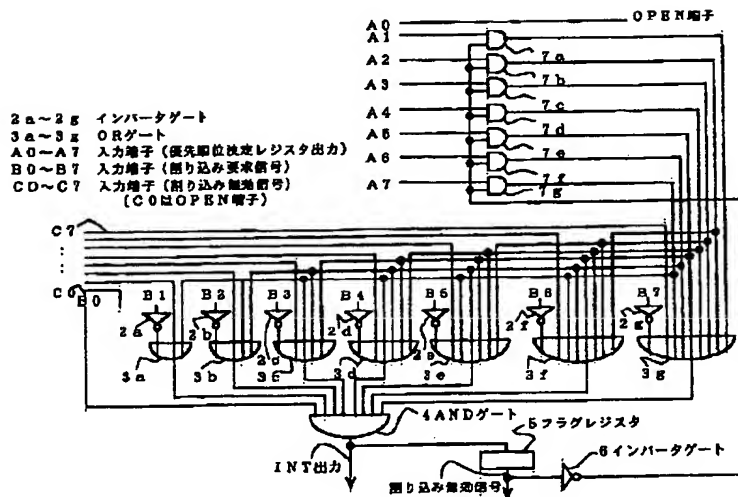 A0
OPEN端子
A1
7a
A2
7b
A3
7c
A4
7d
A5
7e
A6
7f
A7
7g
2a~2g インバータゲート
3a~3g ORゲート
A0~A7 入力端子(優先順位決定レジスタ出力)
B0~B7 入力端子(割り込み要求信号)
CD~C7 入力端子(割り込み無効信号)
(C0はOPEN端子)
C7
C0
B0
B1 B2 B3 B4 B5 B6 B7
2a 2b 2c 2d 2e 2f 2g
3a 3b 3c 3d 3e 3f 3g
4ANDゲート
5フラグレジスタ
6インバータゲート
INT出力
割り込み無効信号